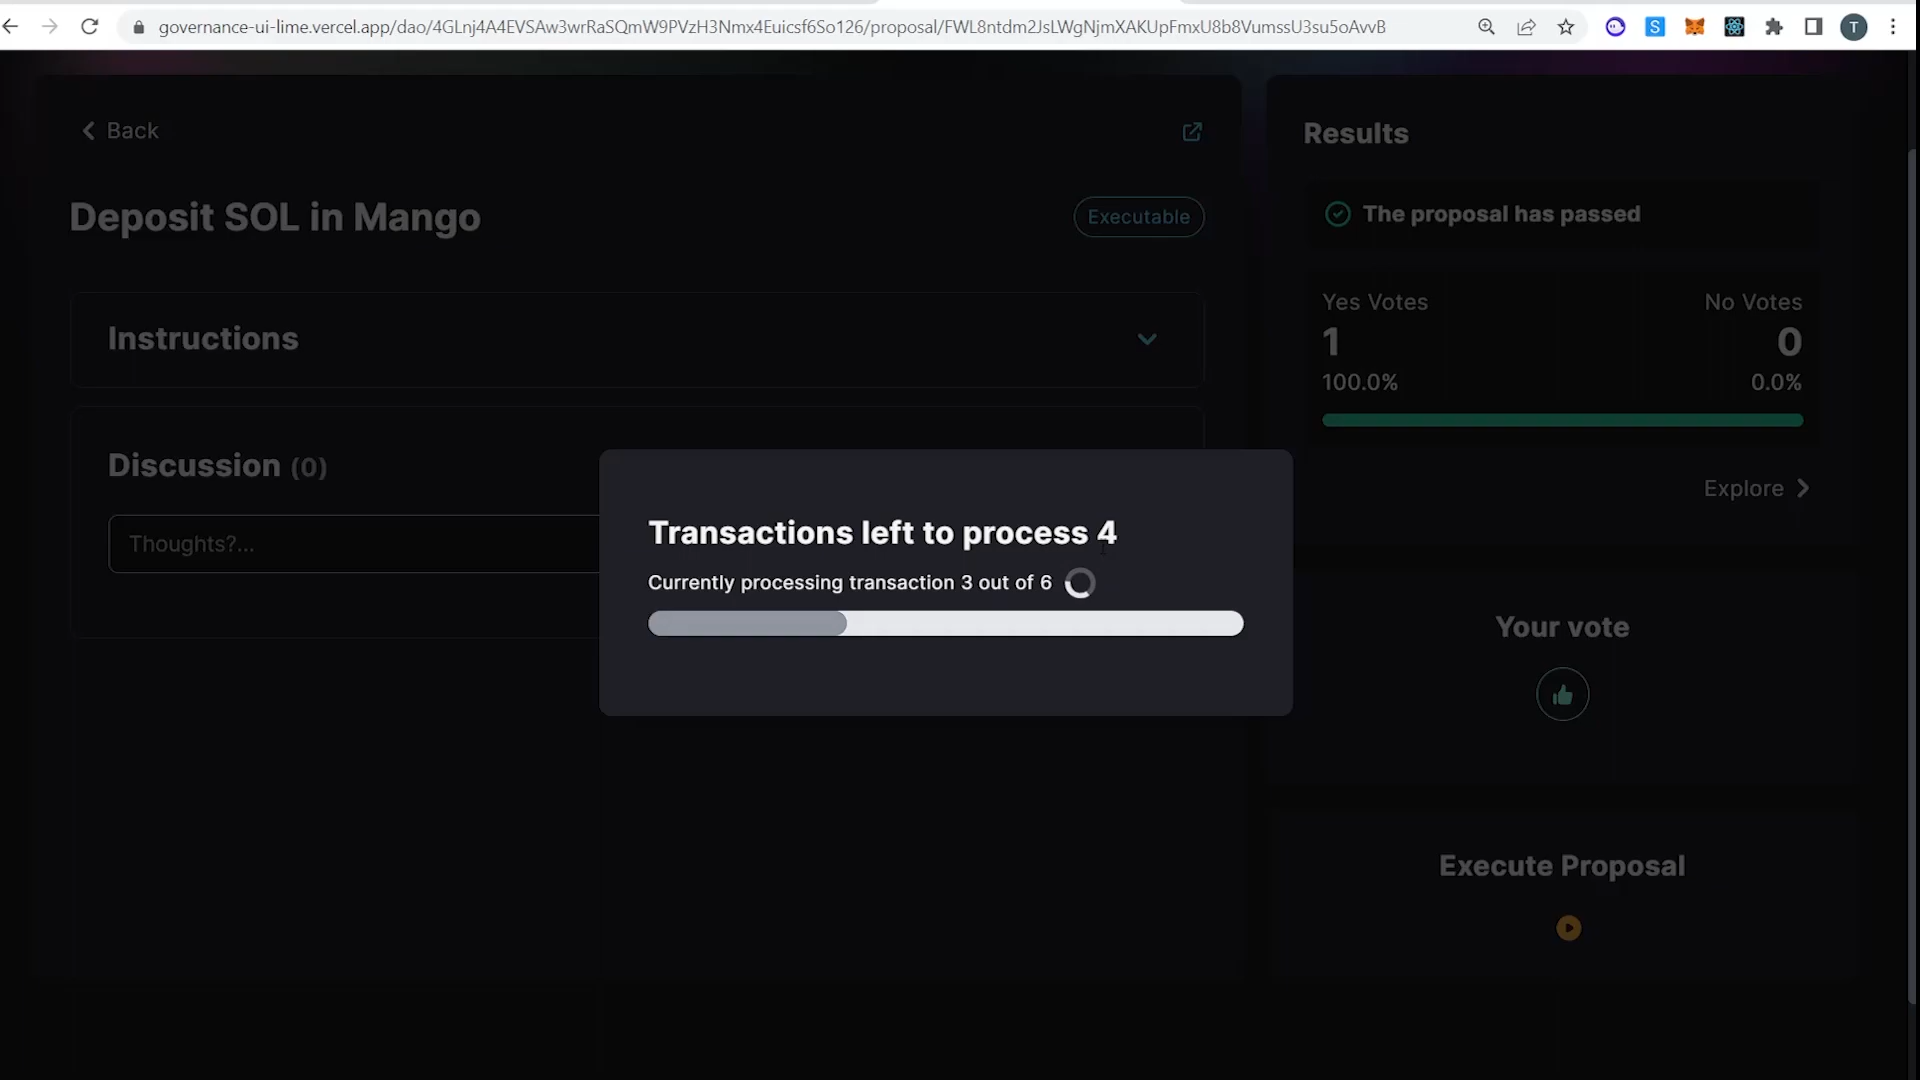 governance-ui-lime.vercel.app/dao/4GLnj4A4EVSAw3wrRaSQmW9PVzH3Nmx4Euicsf6So126/proposal/FWL8ntdm2JsLWgNjmXAKUpFmxU8b8VumssU3su5oAvvB
S
T
Back
Deposit SOL in Mango
Executable
Instructions
Discussion (0)
Thoughts?...
Transactions left to process 4
Currently processing transaction 3 out of 6
Results
The proposal has passed
Yes Votes
No Votes
1
0
100.0%
0.0%
Explore
Your vote
Execute Proposal